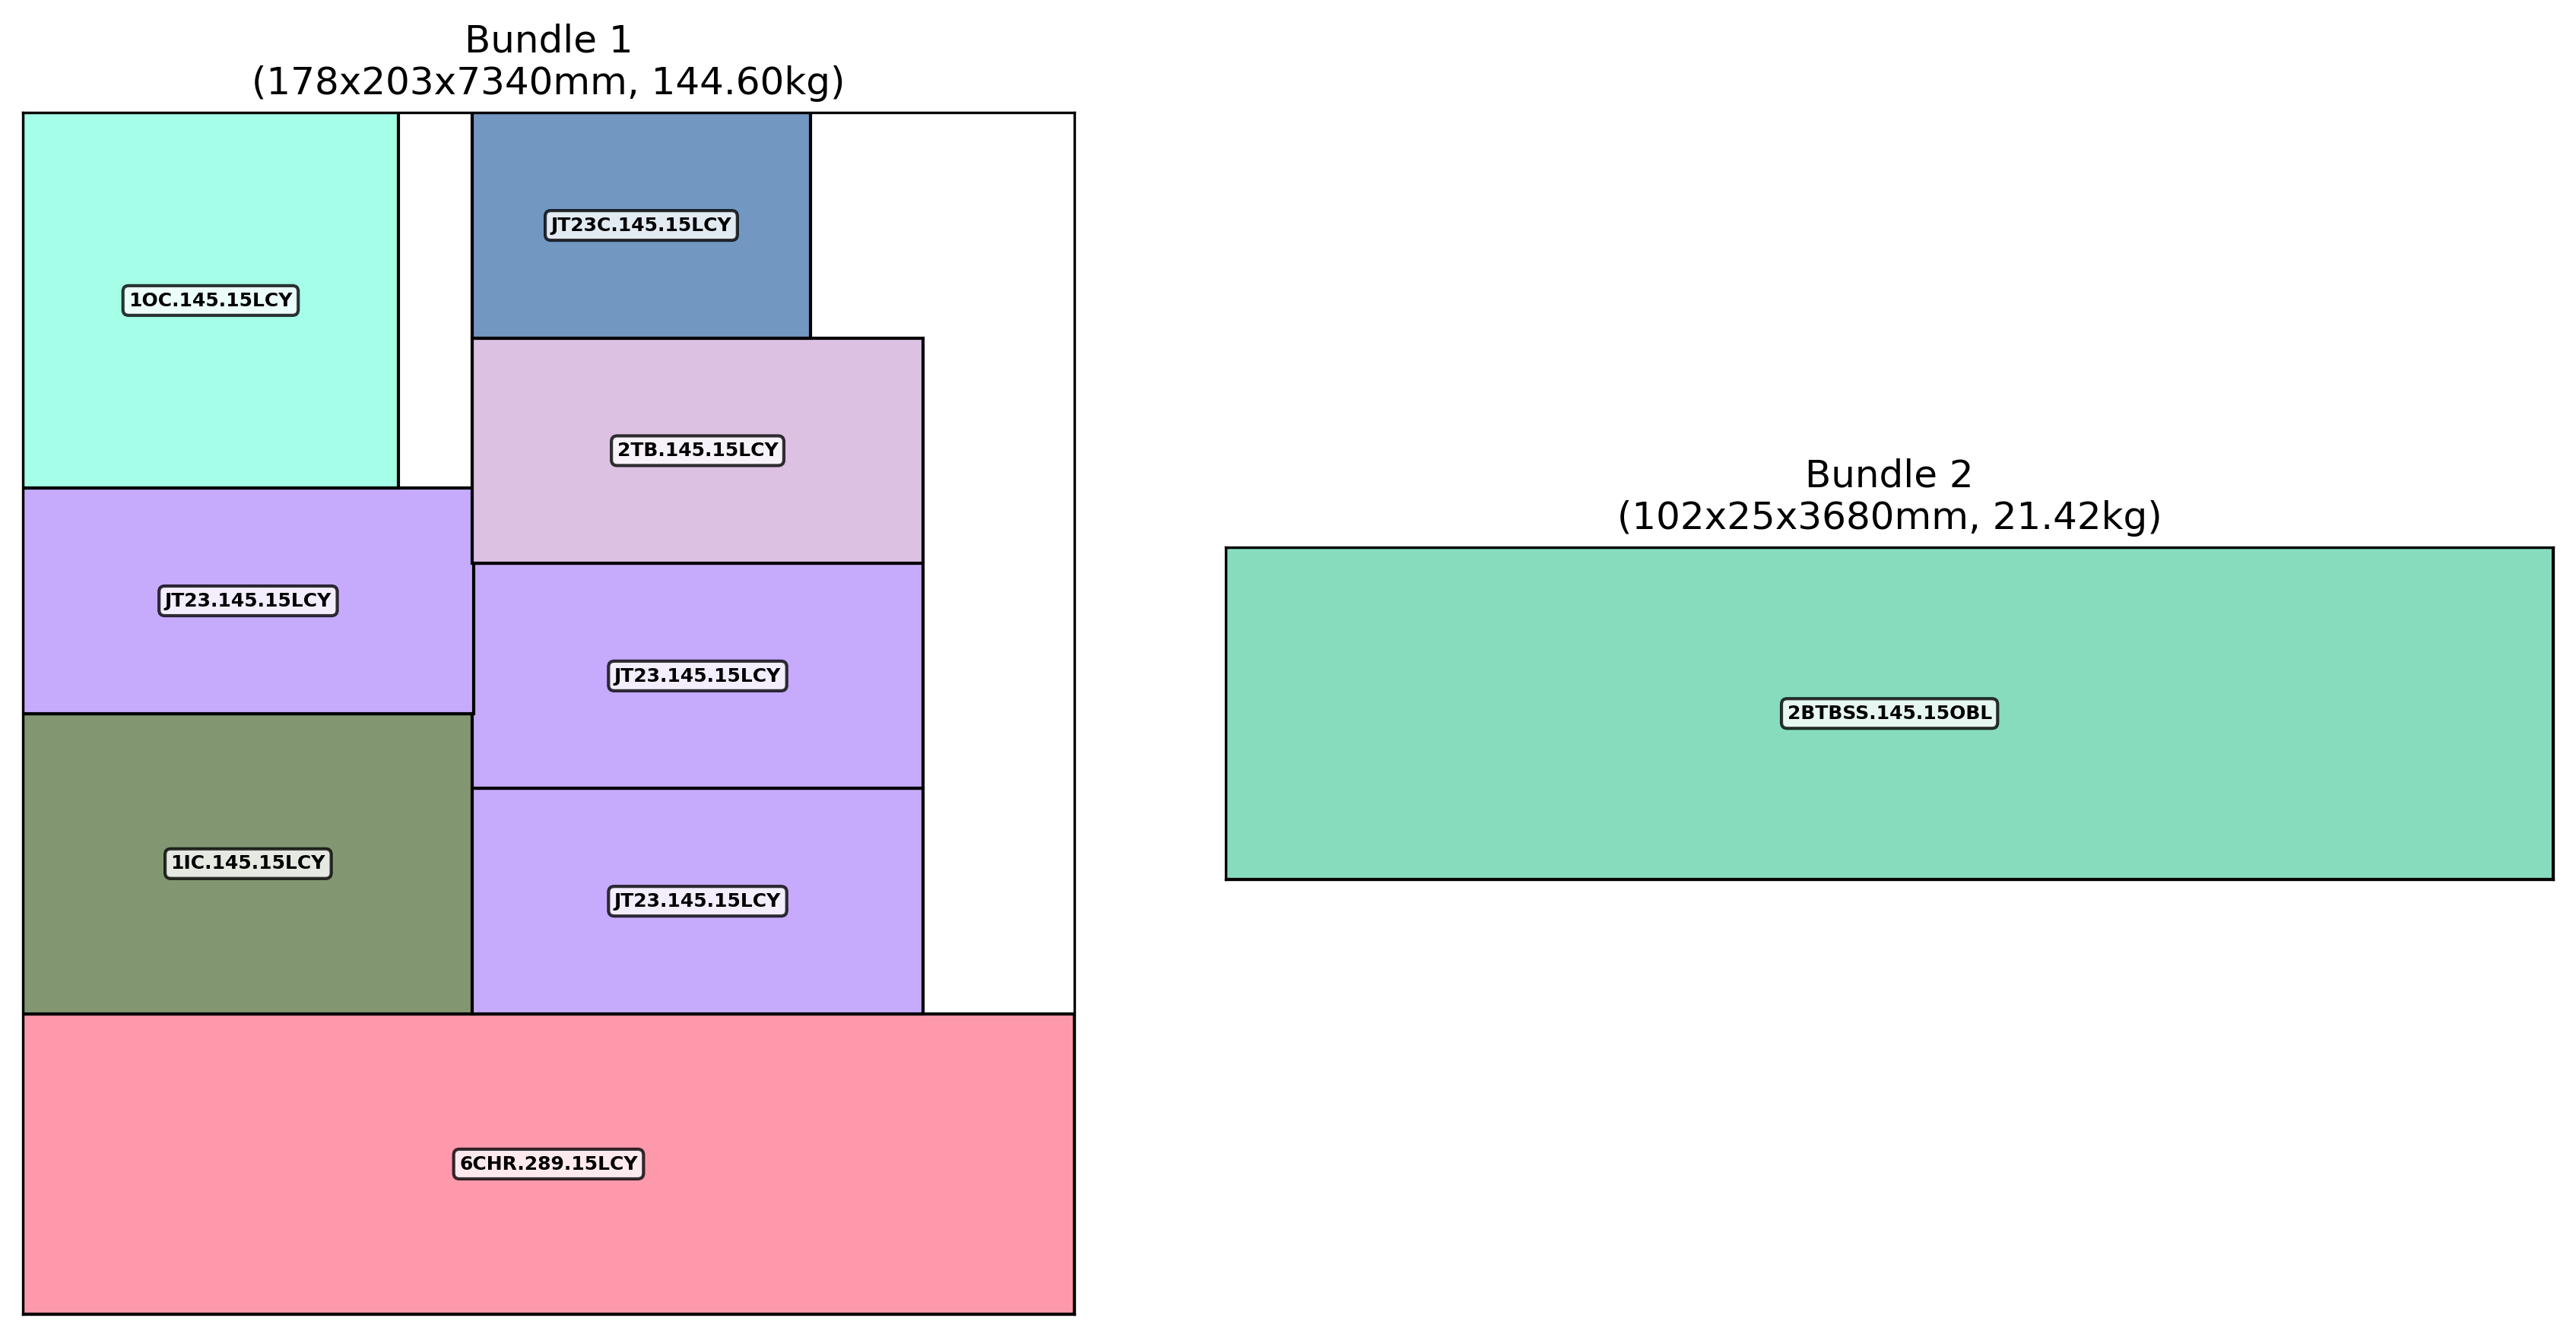 Bundle 1
(178x203x7340mm, 144.60kg)
1OC.145.15LCY
JT23C.145.15LCY
2TB.145.15LCY
JT23.145.15LCY
JT23.145.15LCY
1IC.145.15LCY
JT23.145.15LCY
6CHR.289.15LCY
Bundle 2
(102x25x3680mm, 21.42kg)
2BTBSS.145.15OBL